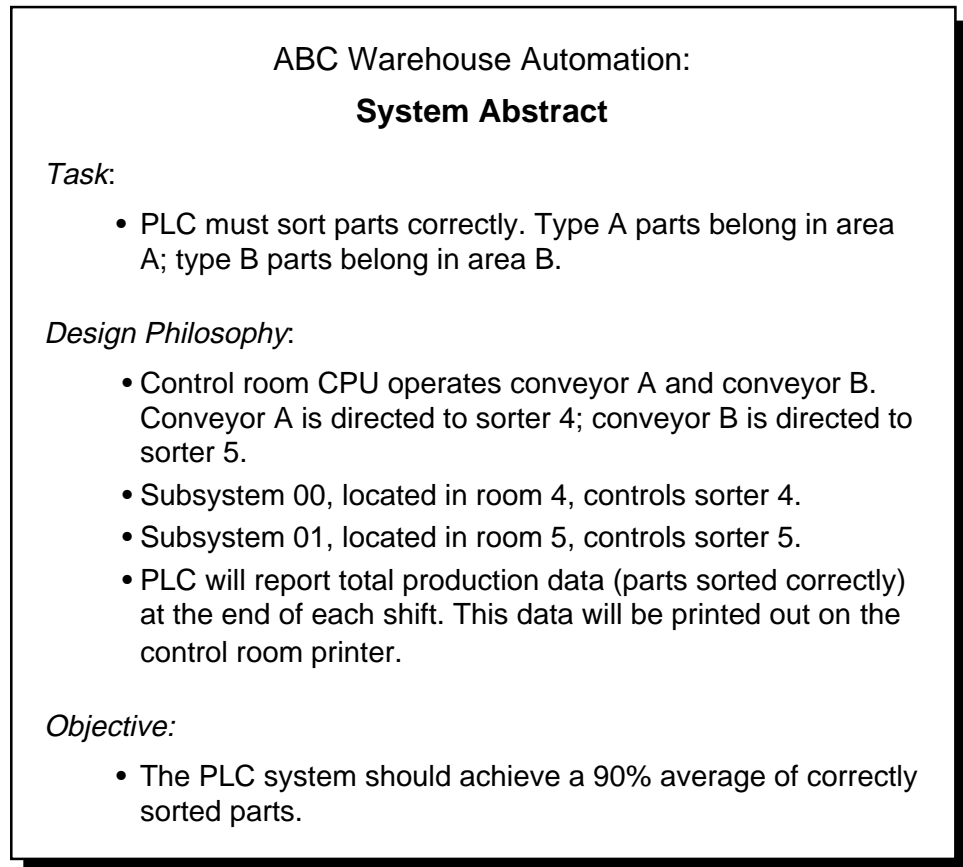 ABC Warehouse Automation:
System Abstract
Task:
• PLC must sort parts correctly. Type A parts belong in area
A; type B parts belong in area B.
Design Philosophy:
• Control room CPU operates conveyor A and conveyor B.
Conveyor A is directed to sorter 4; conveyor B is directed to
sorter 5.
• Subsystem 00, located in room 4, controls sorter 4.
• Subsystem 01, located in room 5, controls sorter 5.
• PLC will report total production data (parts sorted correctly)
at the end of each shift. This data will be printed out on the
control room printer.
Objective:
• The PLC system should achieve a 90% average of correctly
sorted parts.